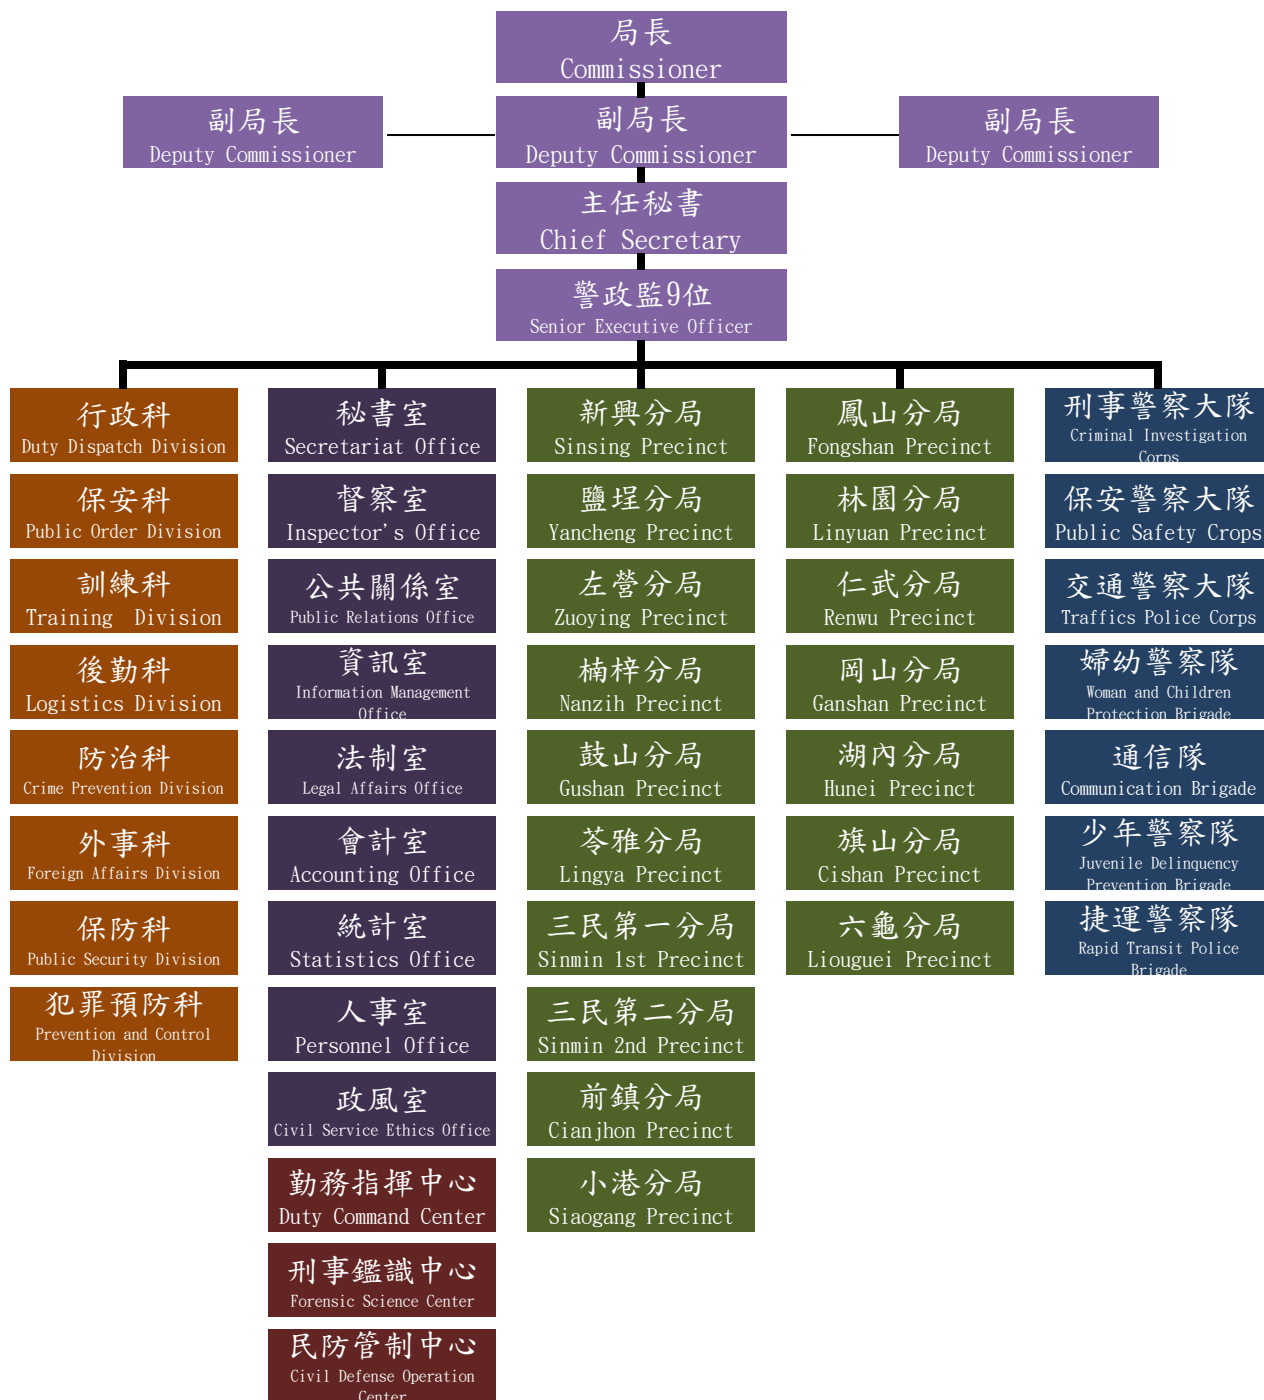 局長
Commissioner
副局長
Deputy Commissioner
副局長
Deputy Commissioner
副局長
Deputy Commissioner
主任秘書
Chief Secretary
警政監9位
Senior Executive Officer
行政科
Duty Dispatch Division
保安科
Public Order Division
訓練科
Training  Division
後勤科
Logistics Division
防治科
Crime Prevention Division
外事科
Foreign Affairs Division
保防科
Public Security Division
犯罪預防科
Prevention and Control
Division
秘書室
Secretariat Office
督察室
Inspector's Office
公共關係室
Public Relations Office
資訊室
Information Management
Office
法制室
Legal Affairs Office
會計室
Accounting Office
統計室
Statistics Office
人事室
Personnel Office
政風室
Civil Service Ethics Office
勤務指揮中心
Duty Command Center
刑事鑑識中心
Forensic Science Center
民防管制中心
Civil Defense Operation
Center
新興分局
Sinsing Precinct
鹽埕分局
Yancheng Precinct
左營分局
Zuoying Precinct
楠梓分局
Nanzih Precinct
鼓山分局
Gushan Precinct
苓雅分局
Lingya Precinct
三民第一分局
Sinmin 1st Precinct
三民第二分局
Sinmin 2nd Precinct
前鎮分局
Cianjhon Precinct
小港分局
Siaogang Precinct
鳳山分局
Fongshan Precinct
林園分局
Linyuan Precinct
仁武分局
Renwu Precinct
岡山分局
Ganshan Precinct
湖內分局
Hunei Precinct
旗山分局
Cishan Precinct
六龜分局
Liouguei Precinct
刑事警察大隊
Criminal Investigation
Corps
保安警察大隊
Public Safety Crops
交通警察大隊
Traffics Police Corps
婦幼警察隊
Woman and Children
Protection Brigade
通信隊
Communication Brigade
少年警察隊
Juvenile Delinquency
Prevention Brigade
捷運警察隊
Rapid Transit Police
Brigade